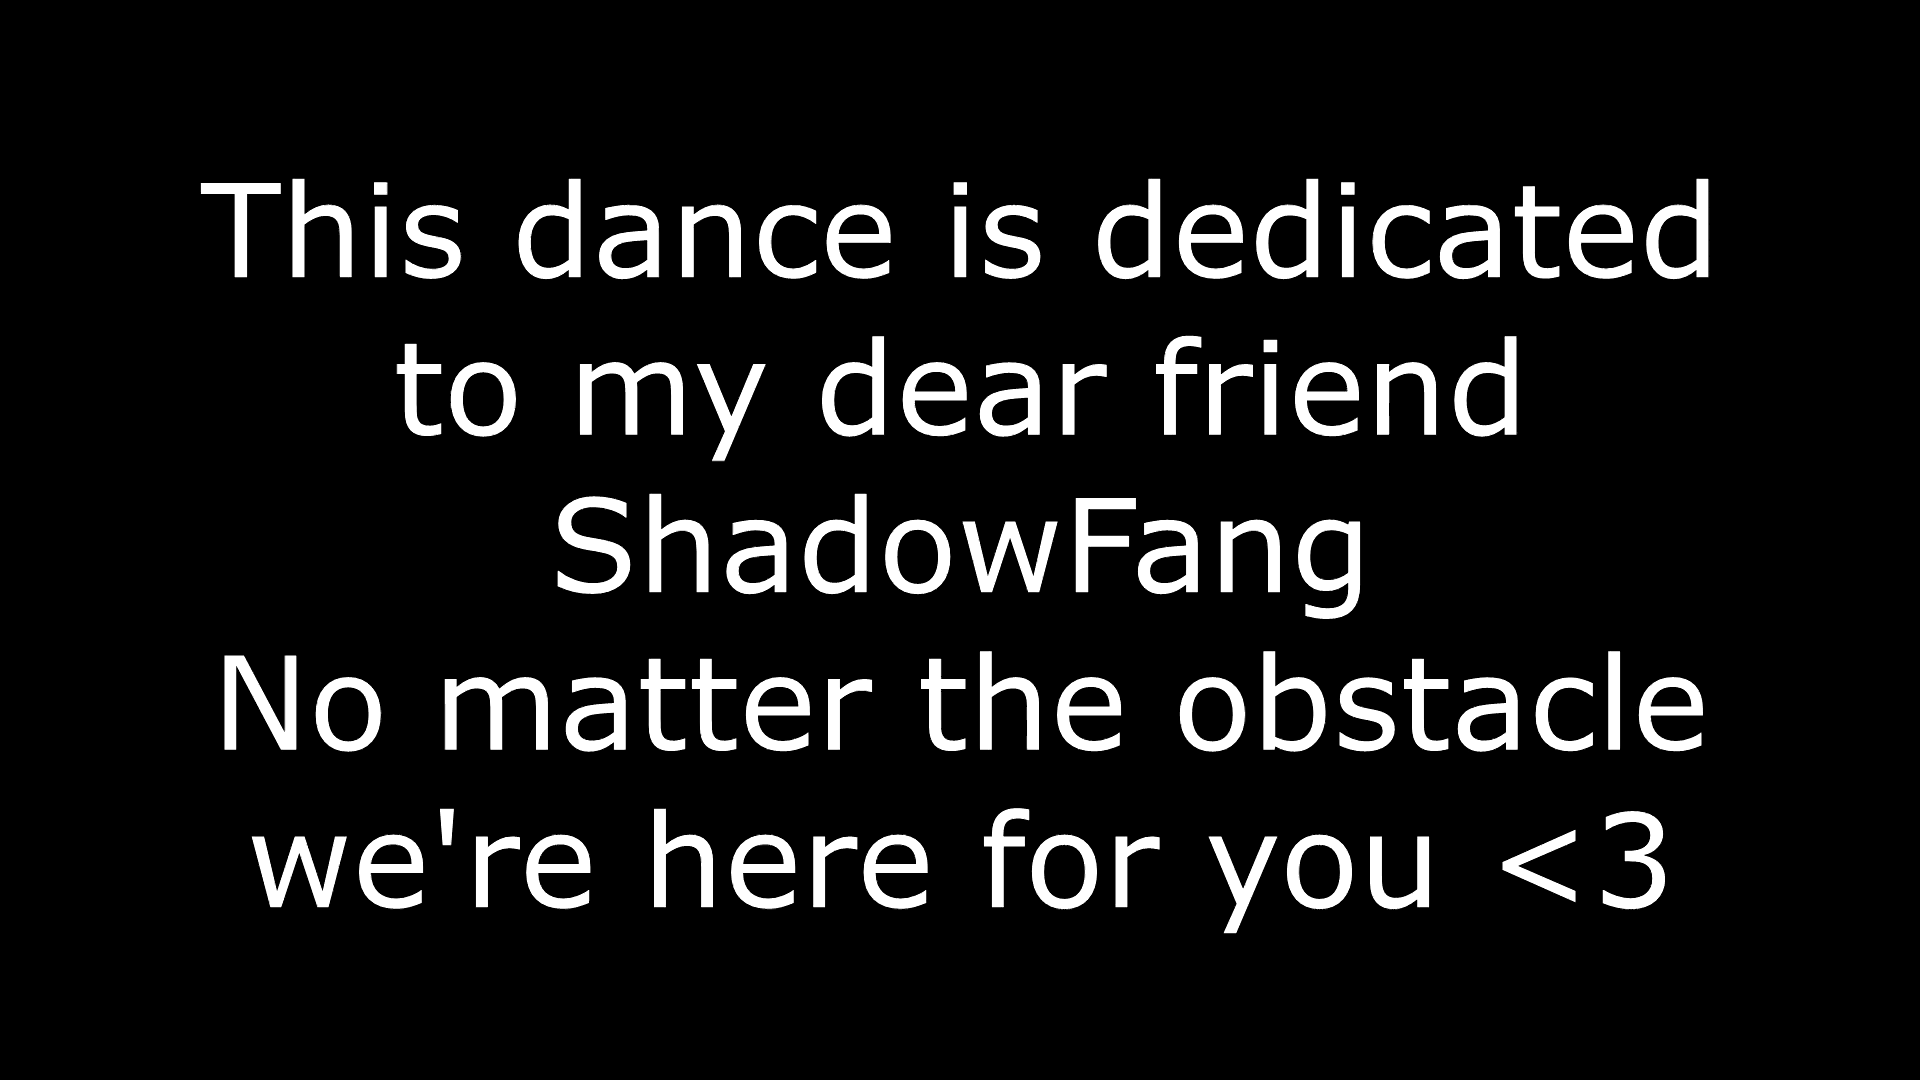 This dance is dedicated
to my dear friend
ShadowFang
No matter the obstacle
we're here for you <3